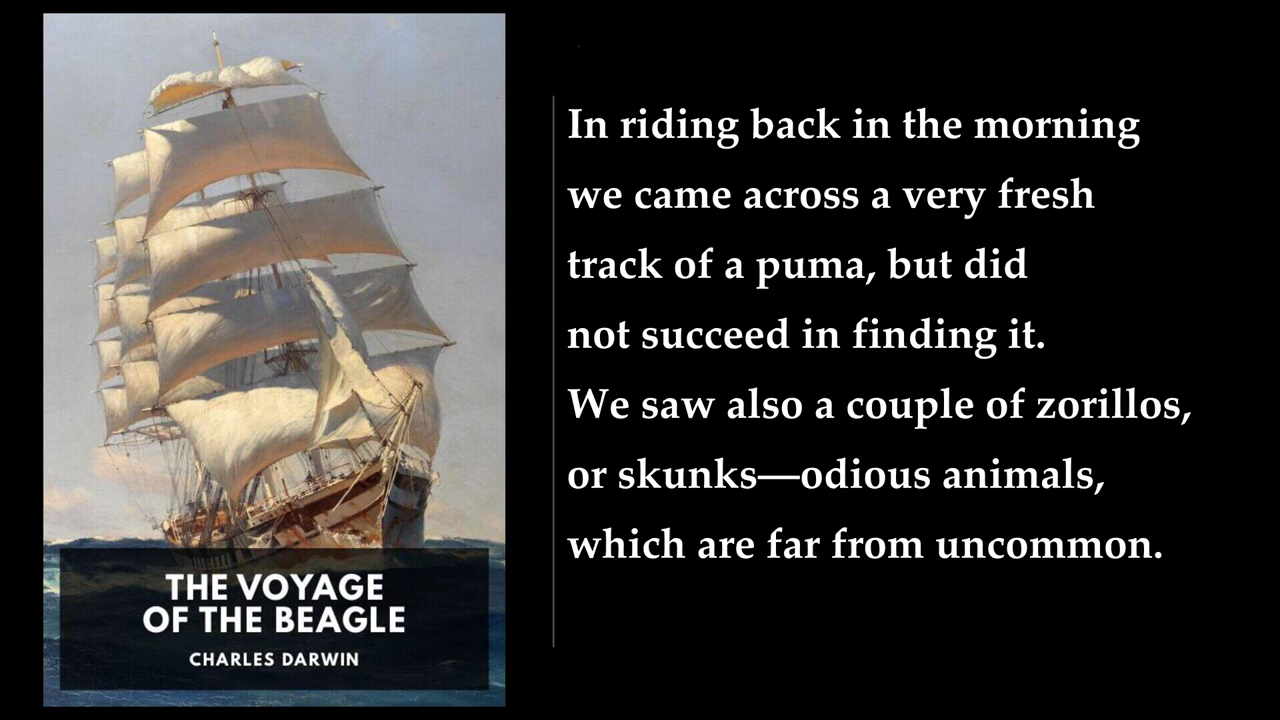 THE VOYAGE
OF THE BEAGLE
CHARLES DARWIN
In riding back in the morning
we came across a very fresh
track of a puma, but did
not succeed in finding it.
We saw also a couple of zorillos,
or skunks—odious animals,
which are far from uncommon.